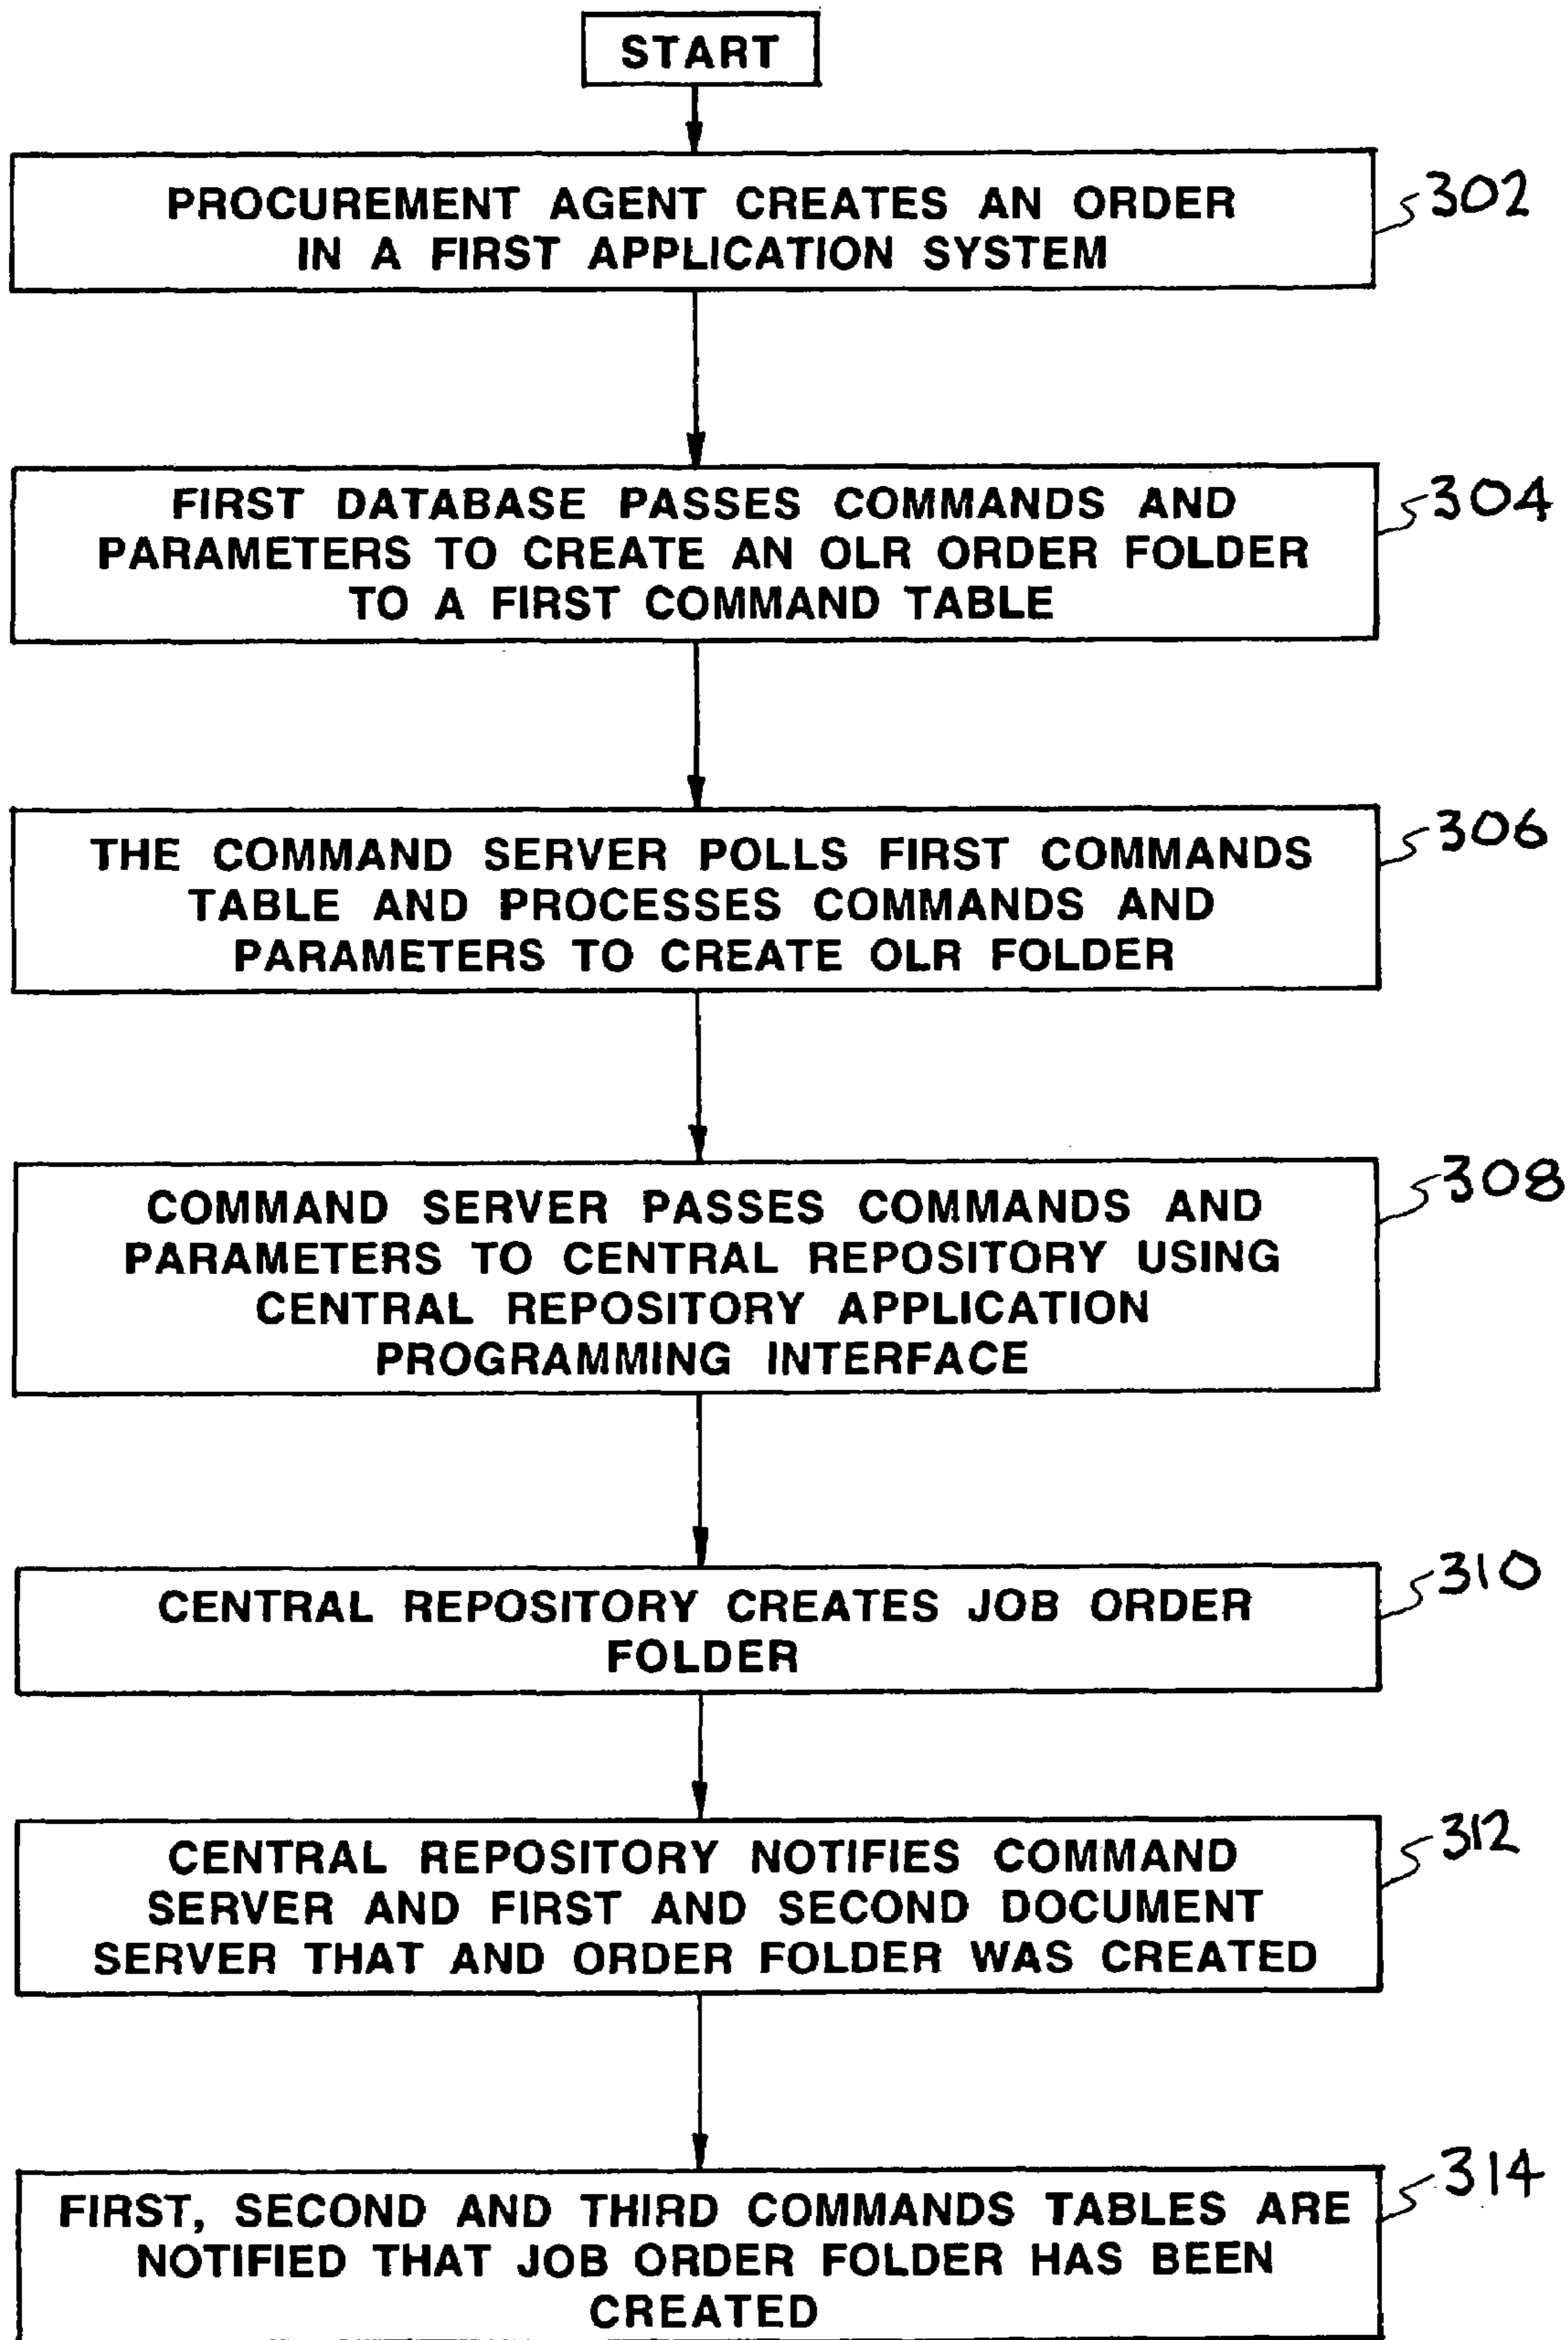 START
PROCUREMENT AGENT CREATES AN ORDER
IN A FIRST APPLICATION SYSTEM
302
FIRST DATABASE PASSES COMMANDS AND
PARAMETERS TO CREATE AN OLR ORDER FOLDER
TO A FIRST COMMAND TABLE
304
THE COMMAND SERVER POLLS FIRST COMMANDS
TABLE AND PROCESSES COMMANDS AND
PARAMETERS TO CREATE OLR FOLDER
306
COMMAND SERVER PASSES COMMANDS AND
PARAMETERS TO CENTRAL REPOSITORY USING
CENTRAL REPOSITORY APPLICATION
PROGRAMMING INTERFACE
308
CENTRAL REPOSITORY CREATES JOB ORDER
FOLDER
310
CENTRAL REPOSITORY NOTIFIES COMMAND
SERVER AND FIRST AND SECOND DOCUMENT
SERVER THAT AND ORDER FOLDER WAS CREATED
312
FIRST, SECOND AND THIRD COMMANDS TABLES ARE
NOTIFIED THAT JOB ORDER FOLDER HAS BEEN
CREATED
314